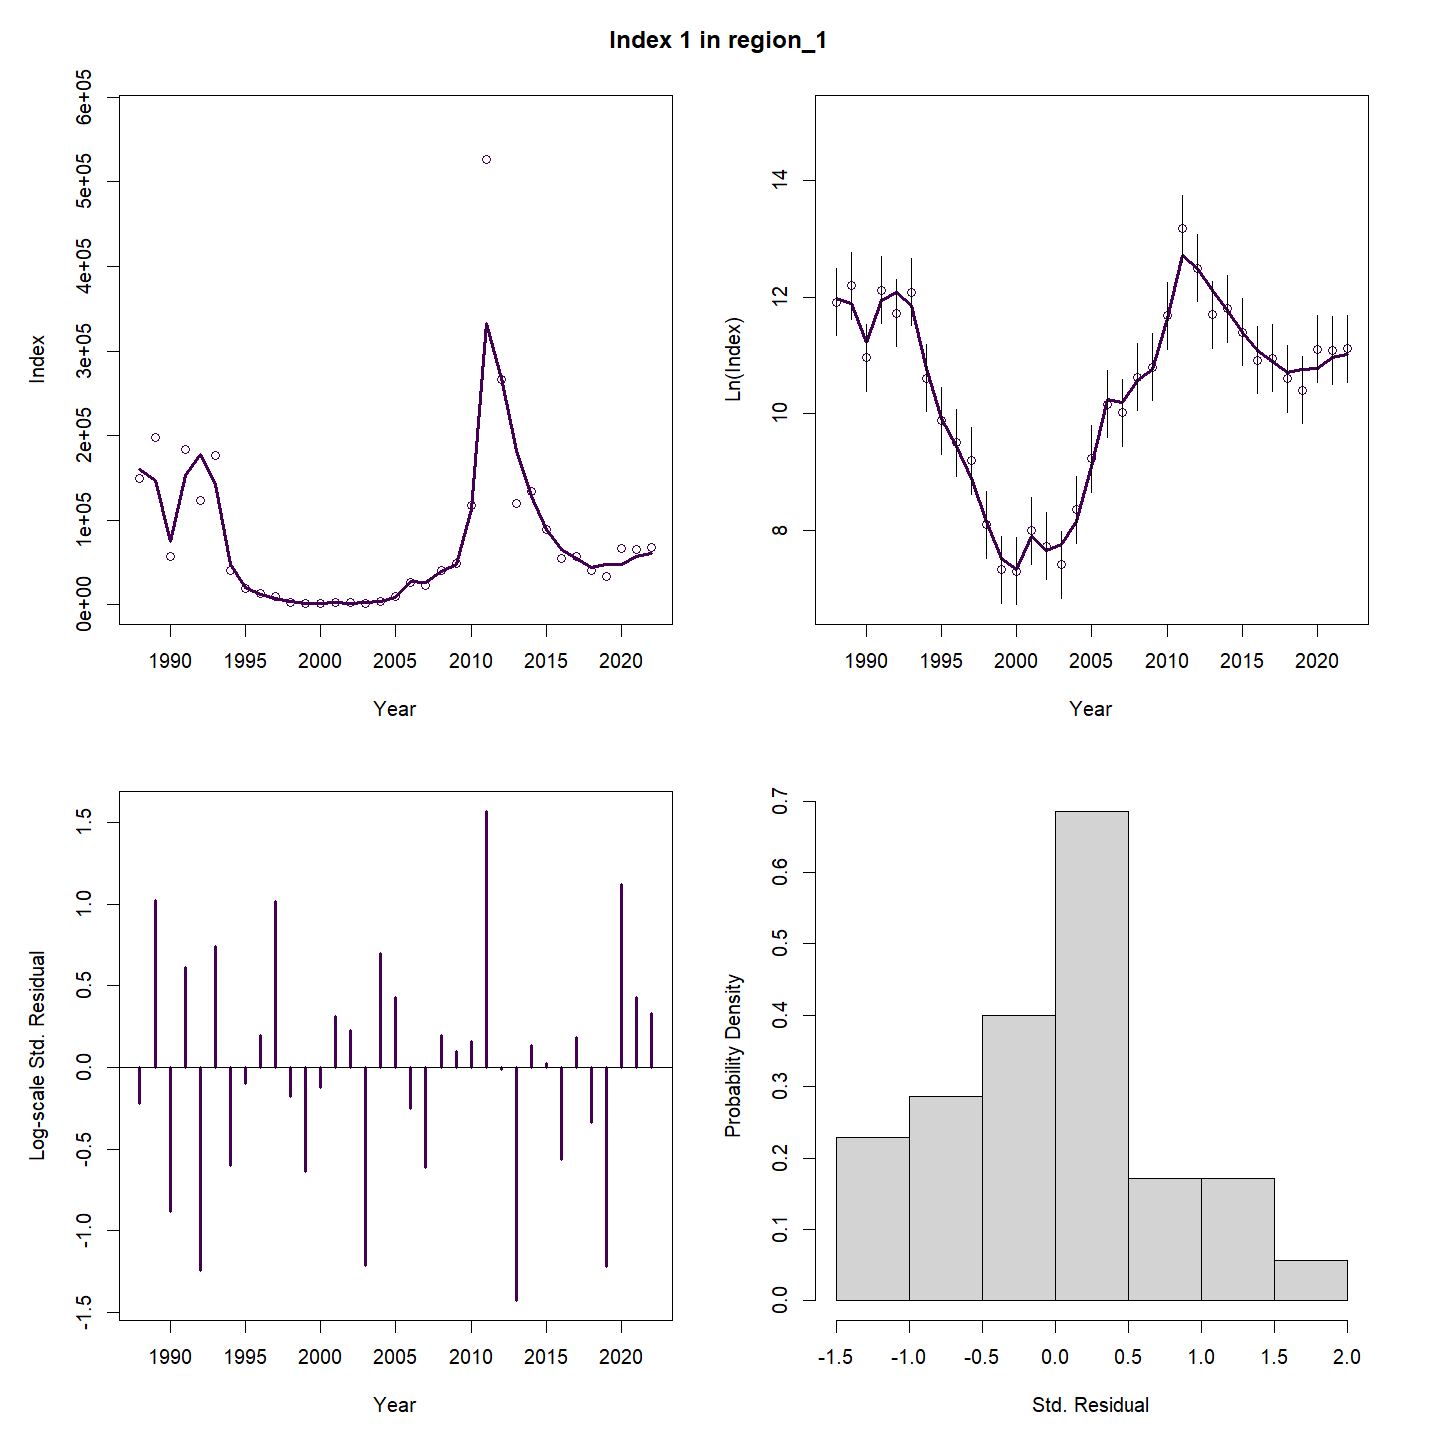 Index 1 in region_1
6e+05
5e+05
4e+05
3e+05
2e+05
1e+05
0e+00
Index
1990 1995 2000 2005 2010 2015 2020
Year
14
12
10
8
Ln(Index)
1990 1995 2000 2005 2010 2015 2020
Year
1.5
1.0
0.5
0.0
-0.5
-1.0
-1.5
Log-scale Std. Residual
1990 1995 2000 2005 2010 2015 2020
Year
0.7
0.6
0.5
0.4
0.3
0.2
0.1
0.0
Probability Density
-1.5 -1.0 -0.5 0.0 0.5 1.0 1.5 2.0
Std. Residual